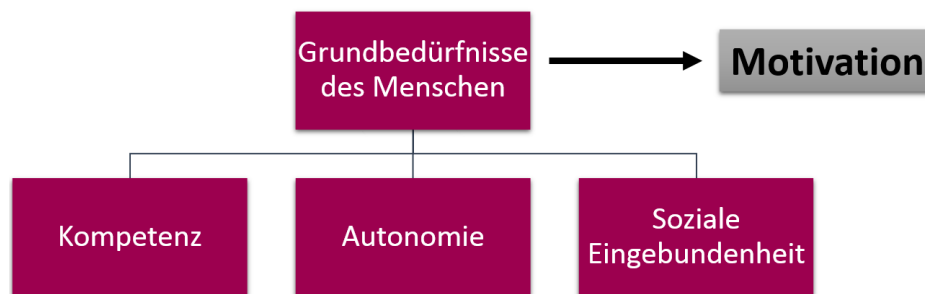 Grundbedürfnisse
des Menschen
Motivation
Kompetenz
Autonomie
Soziale
Eingebundenheit